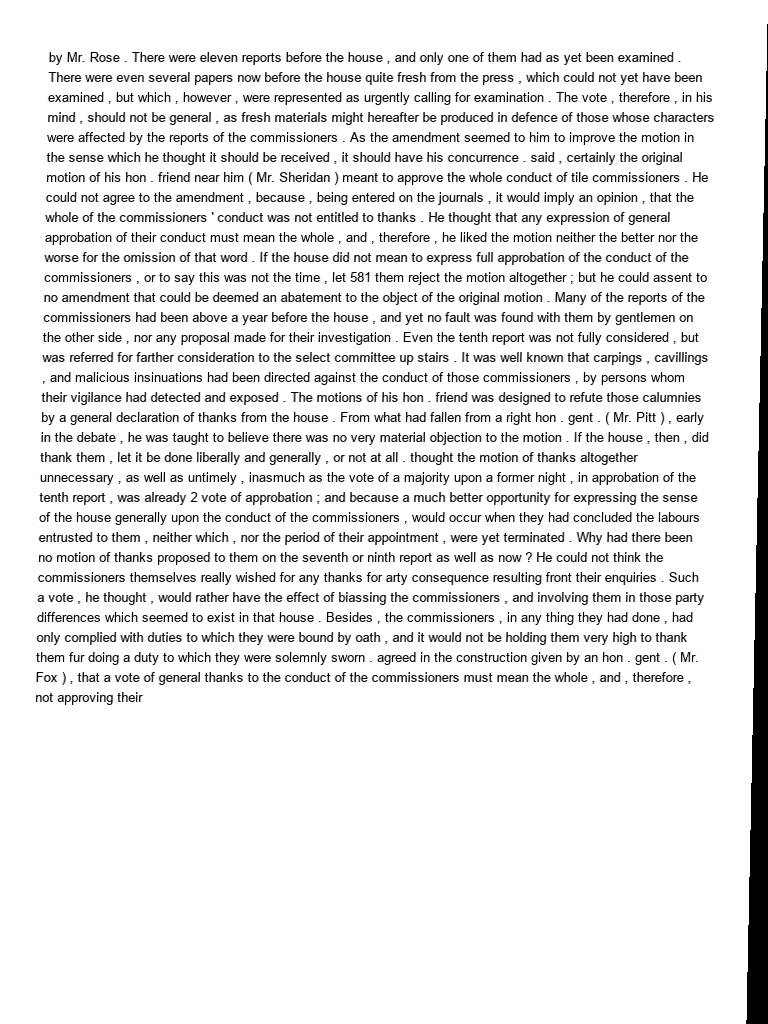 by Mr. Rose . There were eleven reports before the house , and only one of them had as yet been examined .
There were even several papers now before the house quite fresh from the press , which could not yet have been
examined , but which , however , were represented as urgently calling for examination . The vote , therefore , in his
mind , should not be general , as fresh materials might hereafter be produced in defence of those whose characters
were affected by the reports of the commissioners . As the amendment seemed to him to improve the motion in
the sense which he thought it should be received , it should have his concurrence . said , certainly the original
motion of his hon . friend near him ( Mr. Sheridan ) meant to approve the whole conduct of tile commissioners . He
could not agree to the amendment , because , being entered on the journals , it would imply an opinion , that the
whole of the commissioners ' conduct was not entitled to thanks . He thought that any expression of general
approbation of their conduct must mean the whole , and , therefore , he liked the motion neither the better nor the
worse for the omission of that word . If the house did not mean to express full approbation of the conduct of the
commissioners , or to say this was not the time , let 581 them reject the motion altogether ; but he could assent to
no amendment that could be deemed an abatement to the object of the original motion . Many of the reports of the
commissioners had been above a year before the house , and yet no fault was found with them by gentlemen on
the other side , nor any proposal made for their investigation . Even the tenth report was not fully considered , but
was referred for farther consideration to the select committee up stairs . It was well known that carpings , cavillings
, and malicious insinuations had been directed against the conduct of those commissioners , by persons whom
their vigilance had detected and exposed . The motions of his hon . friend was designed to refute those calumnies
by a general declaration of thanks from the house . From what had fallen from a right hon . gent . ( Mr. Pitt ) , early
in the debate , he was taught to believe there was no very material objection to the motion . If the house , then , did
thank them , let it be done liberally and generally , or not at all . thought the motion of thanks altogether
unnecessary , as well as untimely , inasmuch as the vote of a majority upon a former night , in approbation of the
tenth report , was already 2 vote of approbation ; and because a much better opportunity for expressing the sense
of the house generally upon the conduct of the commissioners , would occur when they had concluded the labours
entrusted to them , neither which , nor the period of their appointment , were yet terminated . Why had there been
no motion of thanks proposed to them on the seventh or ninth report as well as now ? He could not think the
commissioners themselves really wished for any thanks for arty consequence resulting front their enquiries . Such
a vote , he thought , would rather have the effect of biassing the commissioners , and involving them in those party
differences which seemed to exist in that house . Besides , the commissioners , in any thing they had done , had
only complied with duties to which they were bound by oath , and it would not be holding them very high to thank
them fur doing a duty to which they were solemnly sworn . agreed in the construction given by an hon . gent . ( Mr.
Fox ) , that a vote of general thanks to the conduct of the commissioners must mean the whole , and , therefore ,
not approving their